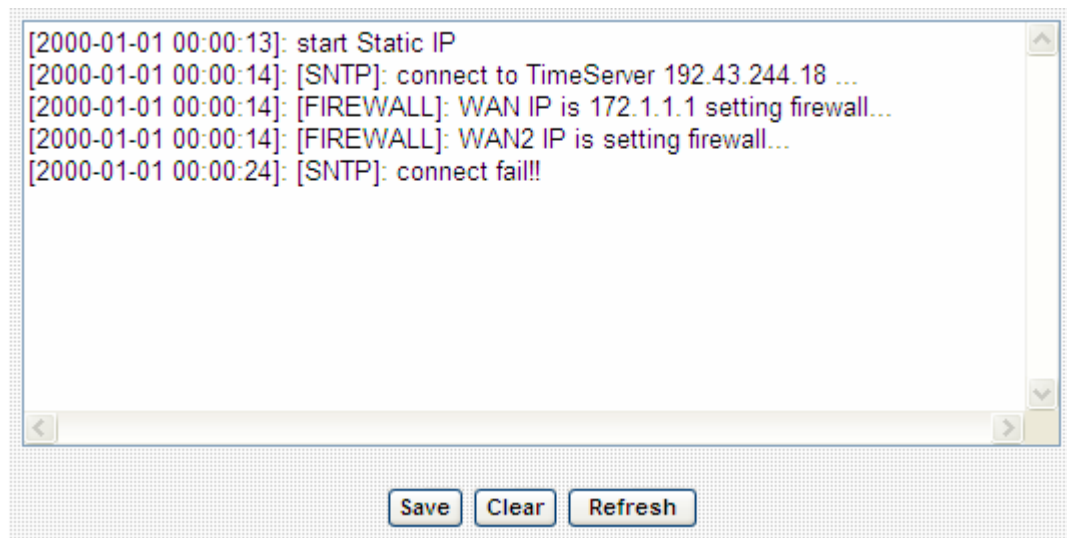 [2000-01-01 00:00:13]: start Static IP
[2000-01-01 00:00:14]: [SNTP]: connect to TimeServer 192.43.244.18 ...
[2000-01-01 00:00:14]: [FIREWALL]: WAN IP is 172.1.1.1 setting firewall...
[2000-01-01 00:00:14]: [FIREWALL]: WAN2 IP is setting firewall...
[2000-01-01 00:00:24]: [SNTP]: connect fail!!
Save Clear Refresh